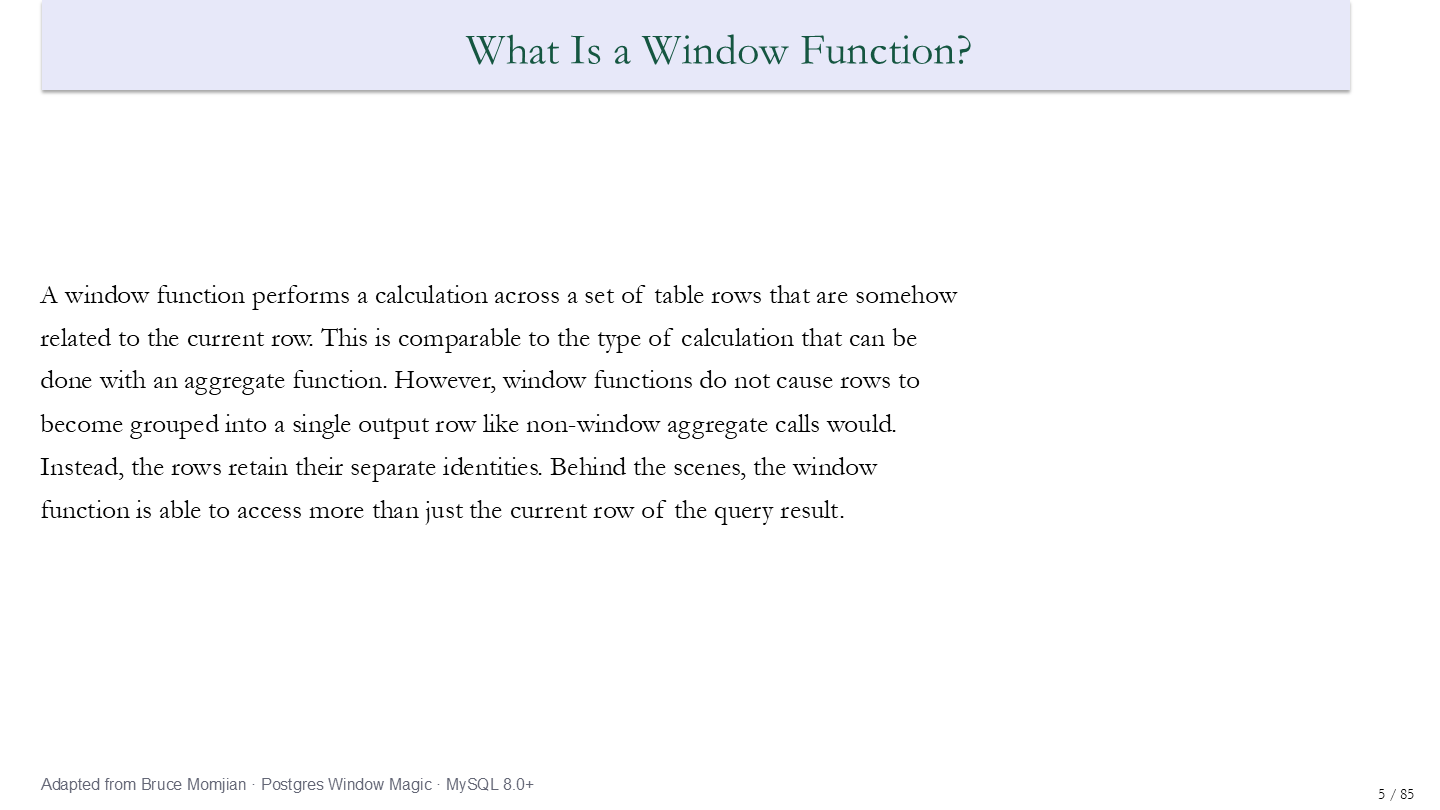 What Is a Window Function?
A window function performs a calculation across a set of table rows that are somehow
related to the current row. This is comparable to the type of calculation that can be
done with an aggregate function. However, window functions do not cause rows to
become grouped into a single output row like non-window aggregate calls would.
Instead, the rows retain their separate identities. Behind the scenes, the window
function is able to access more than just the current row of the query result.
Adapted from Bruce Momjian · Postgres Window Magic · MySQL 8.0+
5 / 85